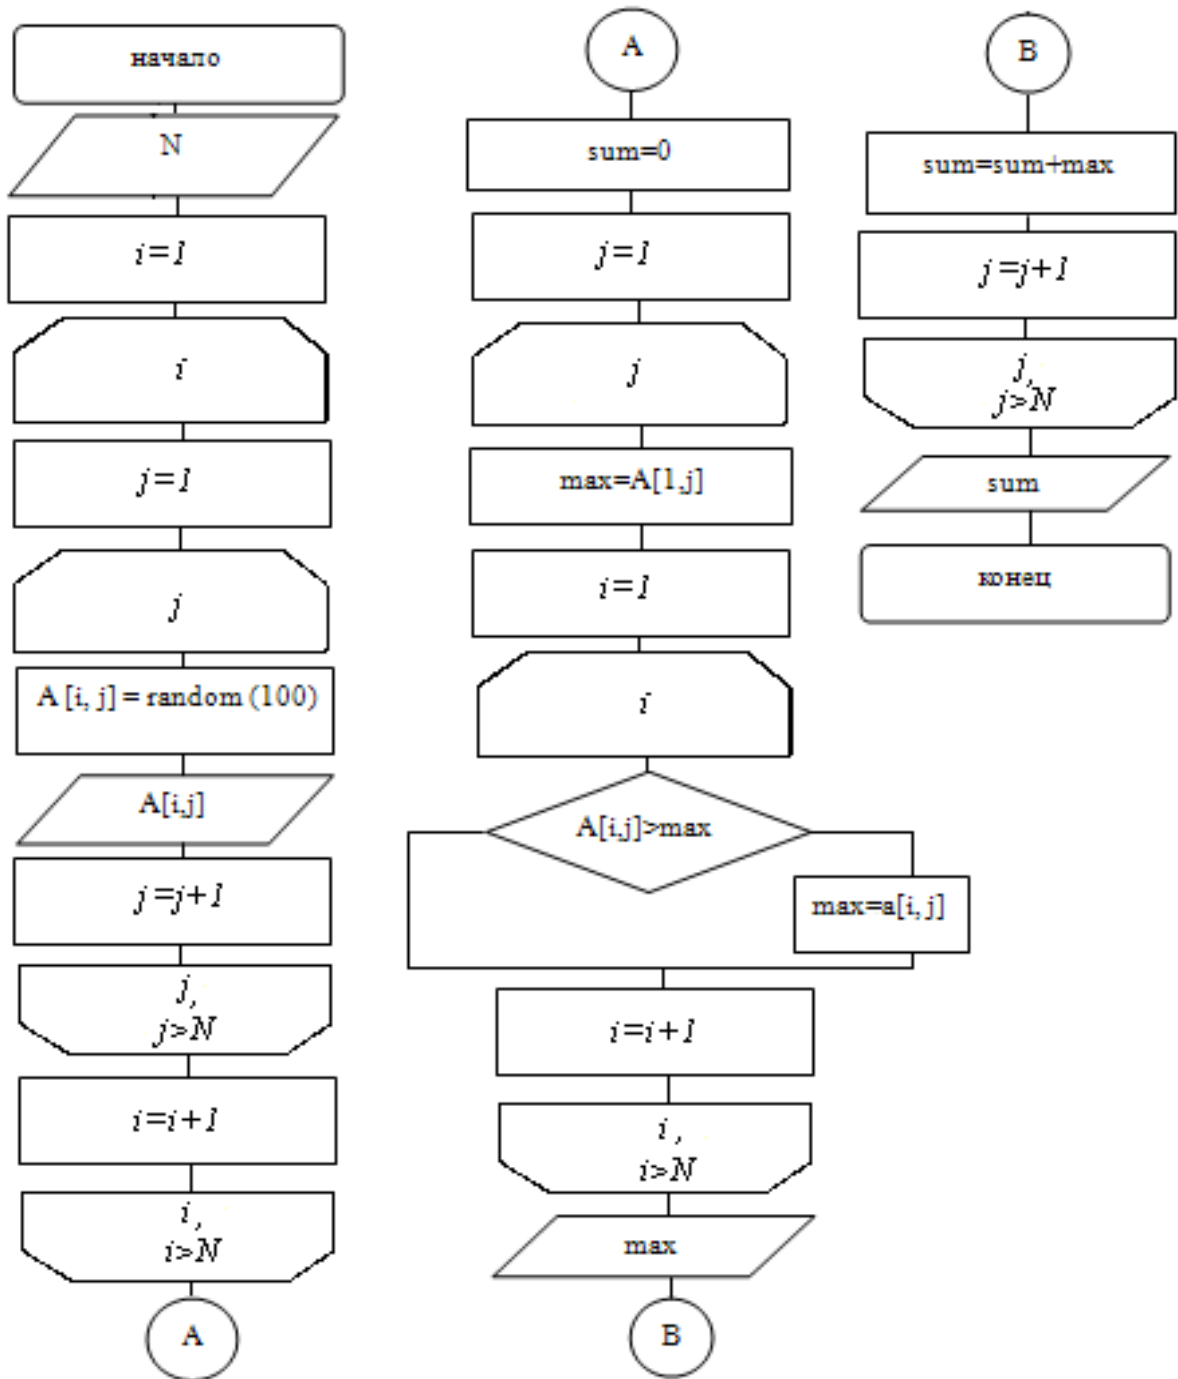 начало
N
i=1
i
j=1
j
A [i, j] = random (100)
A[i,j]
j=j+1
j,
j>N
i=i+1
i,
i>N
A
A
sum=0
j=1
j
max=A[1,j]
i=1
i
A[i,j]>max
max=a[i, j]
i=i+1
i,
i>N
max
B
B
sum=sum+max
j=j+1
j,
j>N
sum
конец